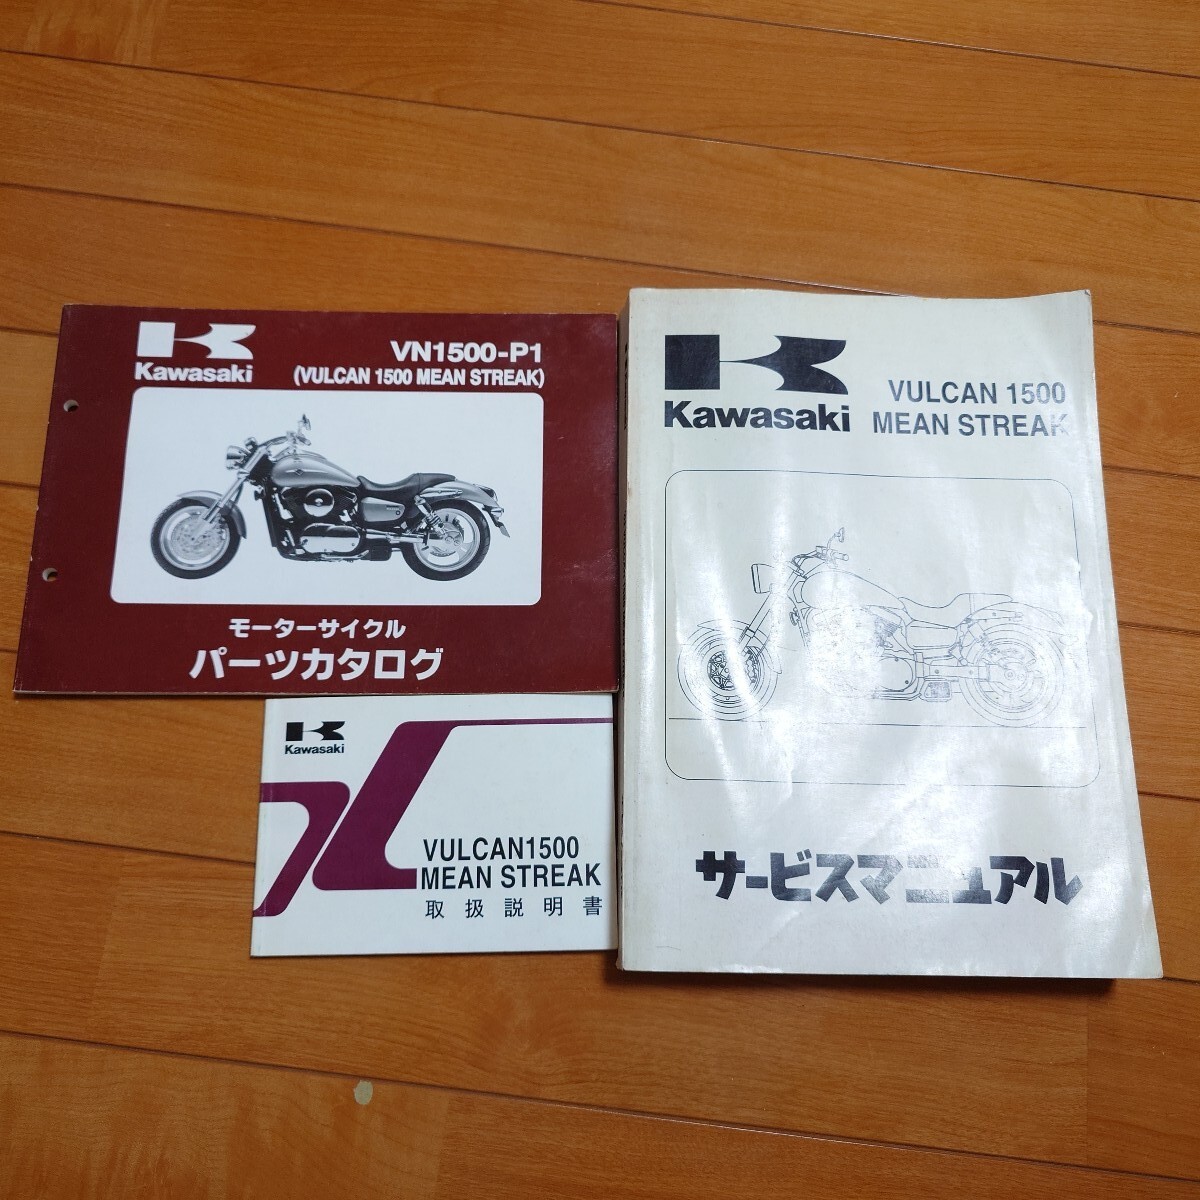 Kawasaki
VN1500-P1
(VULCAN 1500 MEAN STREAK)
モーターサイクル
パーツカタログ
Kawasaki
VULCAN1500
MEAN STREAK
取扱説明書
Kawasaki
VULCAN 1500
MEAN STREAK
サービスマニュアル